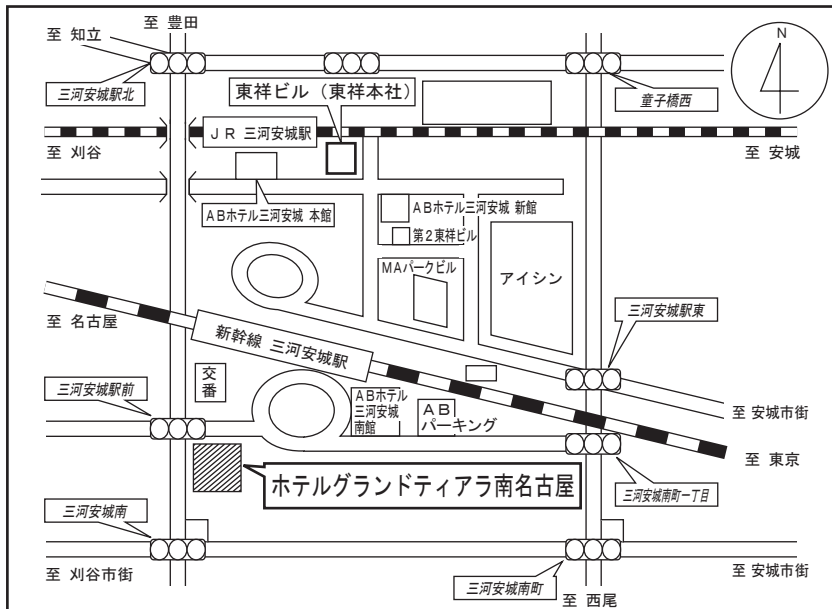 至 豊田
至 知立
N
三河安城駅北
東祥ビル（東祥本社）
童子橋西
ＪＲ 三河安城駅
至 刈谷
至 安城
ＡＢホテル三河安城 本館
ＡＢホテル三河安城 新館
第２東祥ビル
MAパークビル
アイシン
至 名古屋
新幹線 三河安城駅
三河安城駅東
交番
三河安城駅前
ＡＢホテル
三河安城
南館
ＡＢ
パーキング
至 安城市街
至 東京
ホテルグランドティアラ南名古屋
三河安城南町一丁目
三河安城南
至 刈谷市街
三河安城南町
至 安城市街
至 西尾